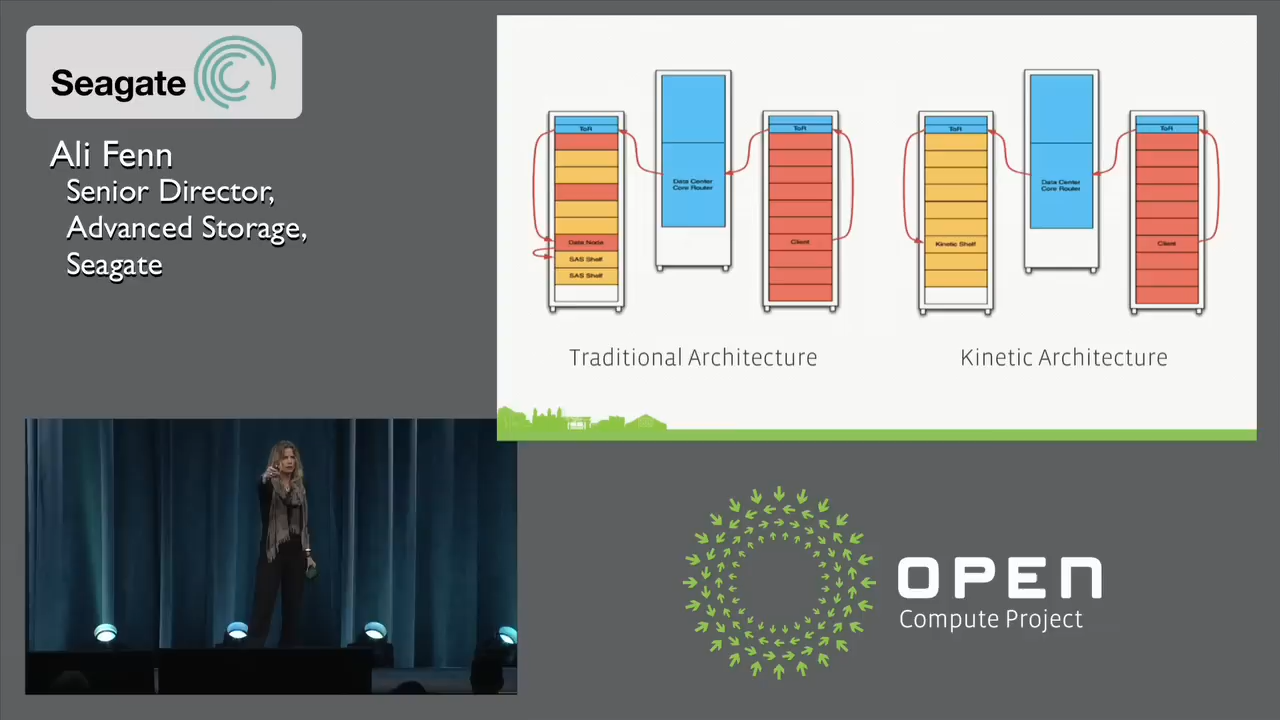 Seagate
Ali Fenn
Senior Director,
Advanced Storage,
Seagate
ToR
Data Center
Core Router
ToR
Data Node
SAS Shelf
SAS Shelf
Client
ToR
Data Center
Core Router
ToR
Kinetic Shelf
Client
Traditional Architecture
Kinetic Architecture
OPEN
Compute Project